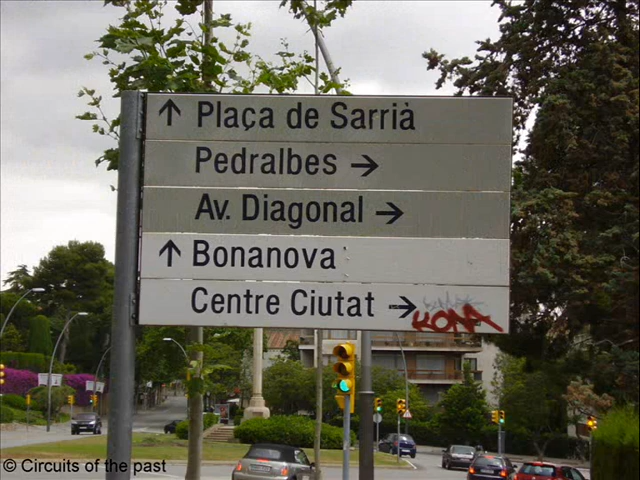 ↑ Plaça de Sarrià
Pedralbes →
Av. Diagonal →
↑ Bonanova
Centre Ciutat →
KONA
© Circuits of the past